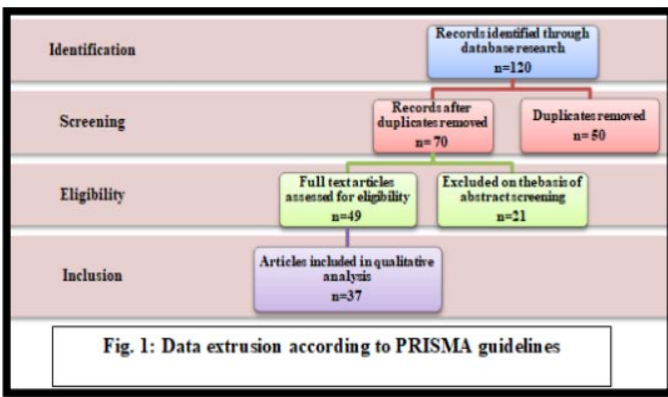 Identification
Records identified through
database research
n=120
Screening
Records after
duplicates removed
n= 70
Duplicates removed
n= 50
Eligibility
Full text articles
assessed for eligibility
n=49
Excluded on thebasis of
abstract screening
n=21
Inclusion
Articles included in qualitative
analysis
n=37
Fig. 1: Data extrusion according to PRISMA guidelines